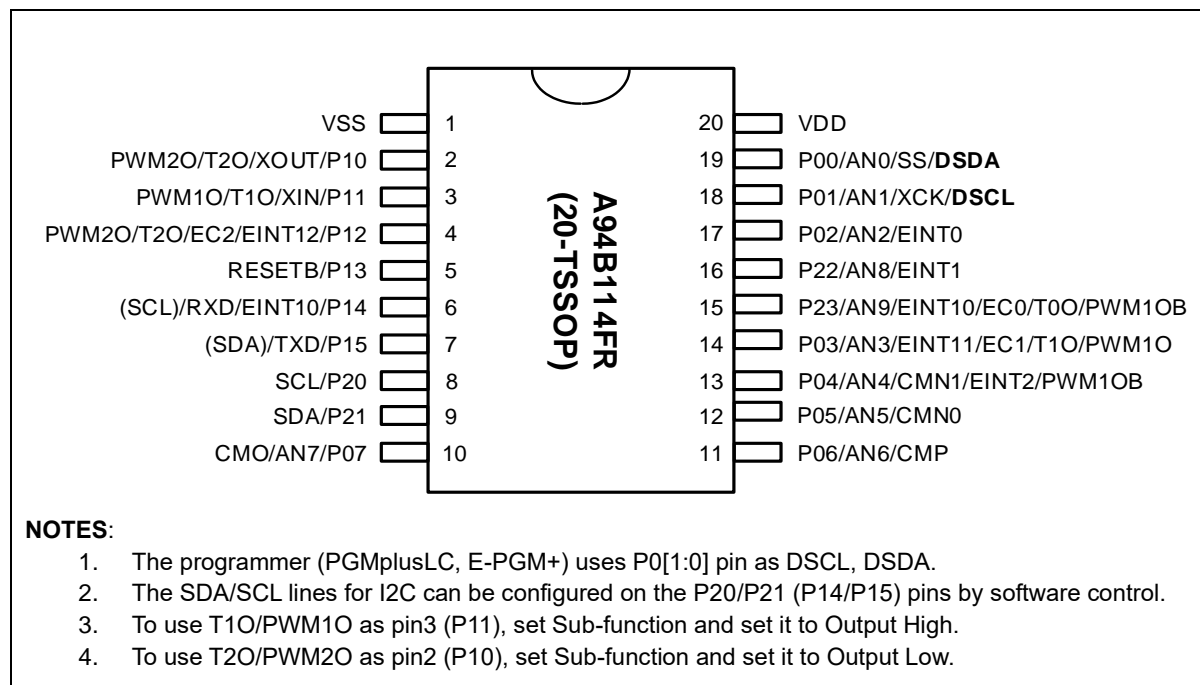 VSS 1 20 VDD
PWM2O/T2O/XOUT/P10 2 19 P00/AN0/SS/DSDA
PWM1O/T1O/XIN/P11 3 18 P01/AN1/XCK/DSCL
PWM2O/T2O/EC2/EINT12/P12 4 17 P02/AN2/EINT0
RESETB/P13 5 16 P22/AN8/EINT1
(SCL)/RXD/EINT10/P14 6 15 P23/AN9/EINT10/EC0/T0O/PWM1OB
(SDA)/TXD/P15 7 14 P03/AN3/EINT11/EC1/T1O/PWM1O
SCL/P20 8 13 P04/AN4/CMN1/EINT2/PWM1OB
SDA/P21 9 12 P05/AN5/CMN0
CMO/AN7/P07 10 11 P06/AN6/CMP
A94B114FR
(20-TSSOP)
NOTES:
1. The programmer (PGMplusLC, E-PGM+) uses P0[1:0] pin as DSCL, DSDA.
2. The SDA/SCL lines for I2C can be configured on the P20/P21 (P14/P15) pins by software control.
3. To use T1O/PWM1O as pin3 (P11), set Sub-function and set it to Output High.
4. To use T2O/PWM2O as pin2 (P10), set Sub-function and set it to Output Low.